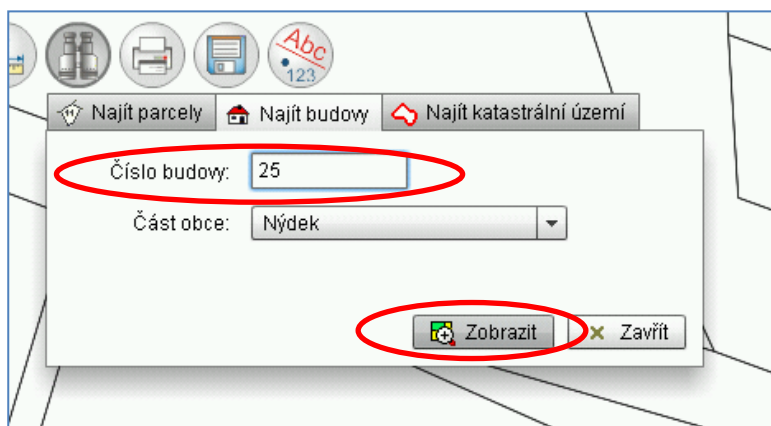 Abc
123
Najít parcely Najít budovy Najít katastrální území
Číslo budovy: 25
Část obce: Nýdek
Zobrazit Zavřít